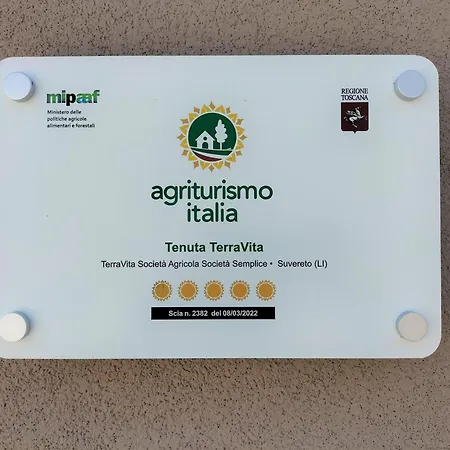 mipaaf
Ministero delle
politiche agricole
alimentari e forestali
REGIONE
TOSCANA
agriturismo
italia
Tenuta TerraVita
TerraVita Società Agricola Società Semplice • Suvereto (LI)
Scia n. 2382 del 08/03/2022